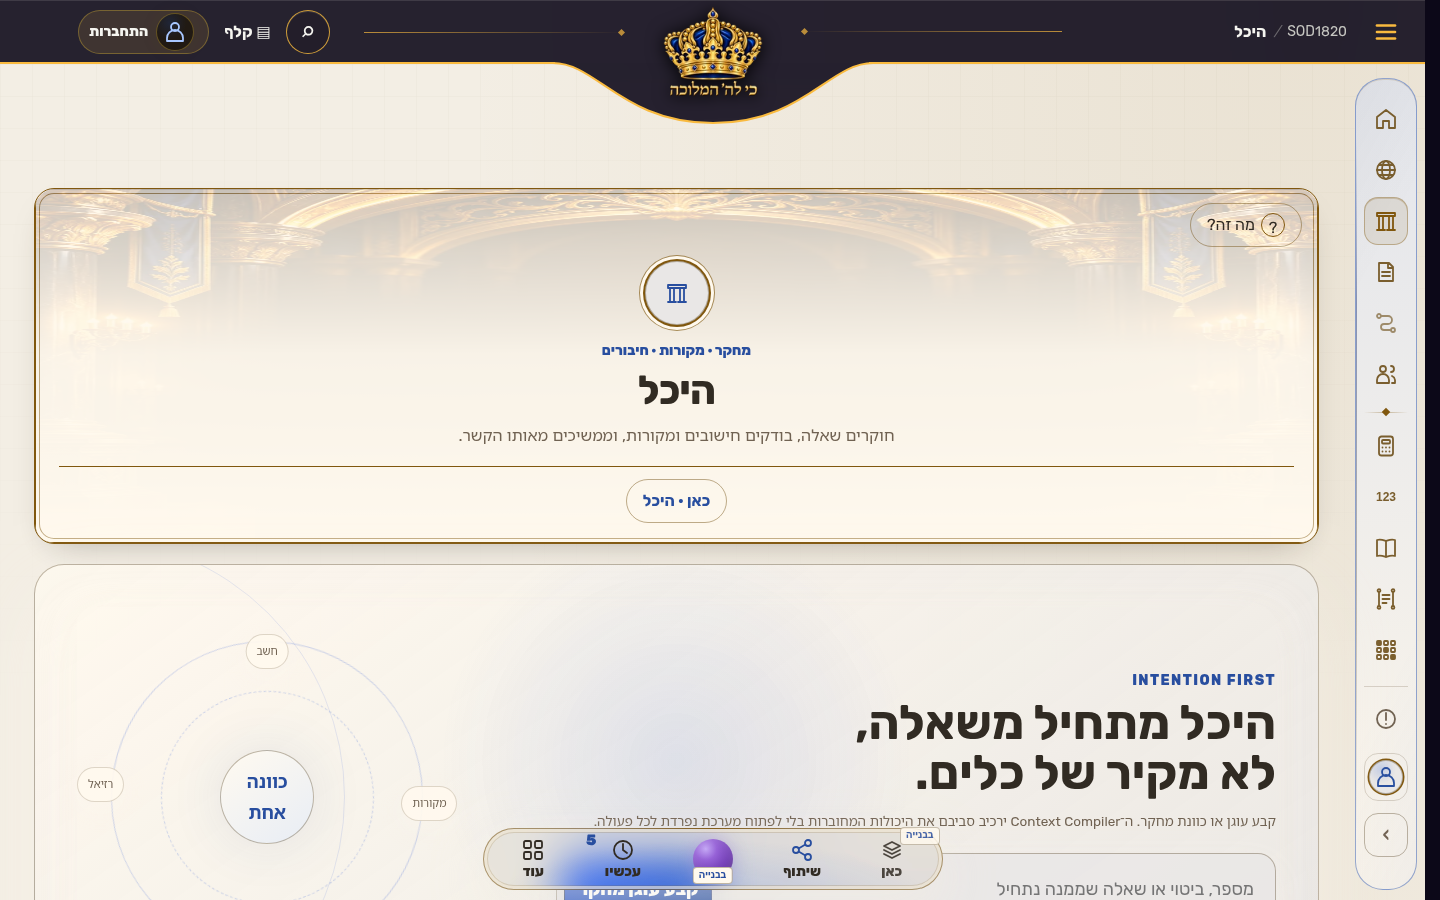 SOD1820 / היכל
כי לה' המלוכה
קלף
התחברות
מה זה?
?
מחקר • מקורות • חיבורים
היכל
חוקרים שאלה, בודקים חישובים ומקורות, וממשיכים מאותו הקשר.
כאן • היכל
INTENTION FIRST
היכל מתחיל משאלה,
לא מקיר של כלים.
קבע עוגן או כוונת מחקר. ה־Context Compiler ירכיב סביבם את היכולות המחוברות בלי לפתוח מערכת נפרדת לכל פעולה.
מספר, ביטוי או שאלה שממנה נתחיל
קבע עוגן מחקר
חשב
מקורות
רזיאל
כוונה
אחת
123
בבנייה
כאן
שיתוף
בבנייה
5
עכשיו
עוד